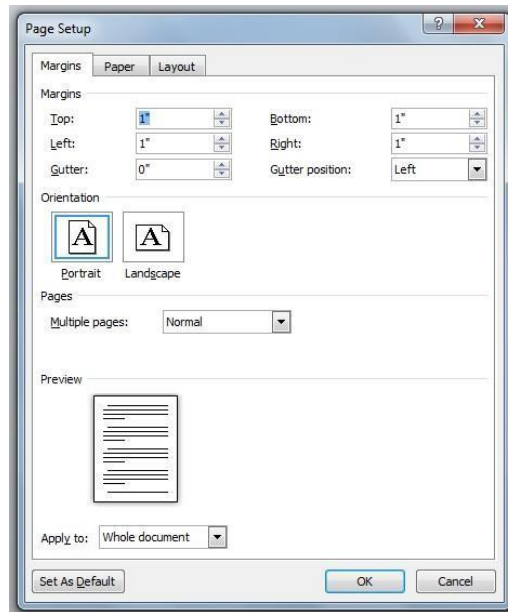 Page Setup
Margins Paper Layout
Margins
Top: 1" Bottom: 1"
Left: 1" Right: 1"
Gutter: 0" Gutter position: Left
Orientation
A A
Portrait Landscape
Pages
Multiple pages: Normal
Preview
Apply to: Whole document
Set As Default OK Cancel